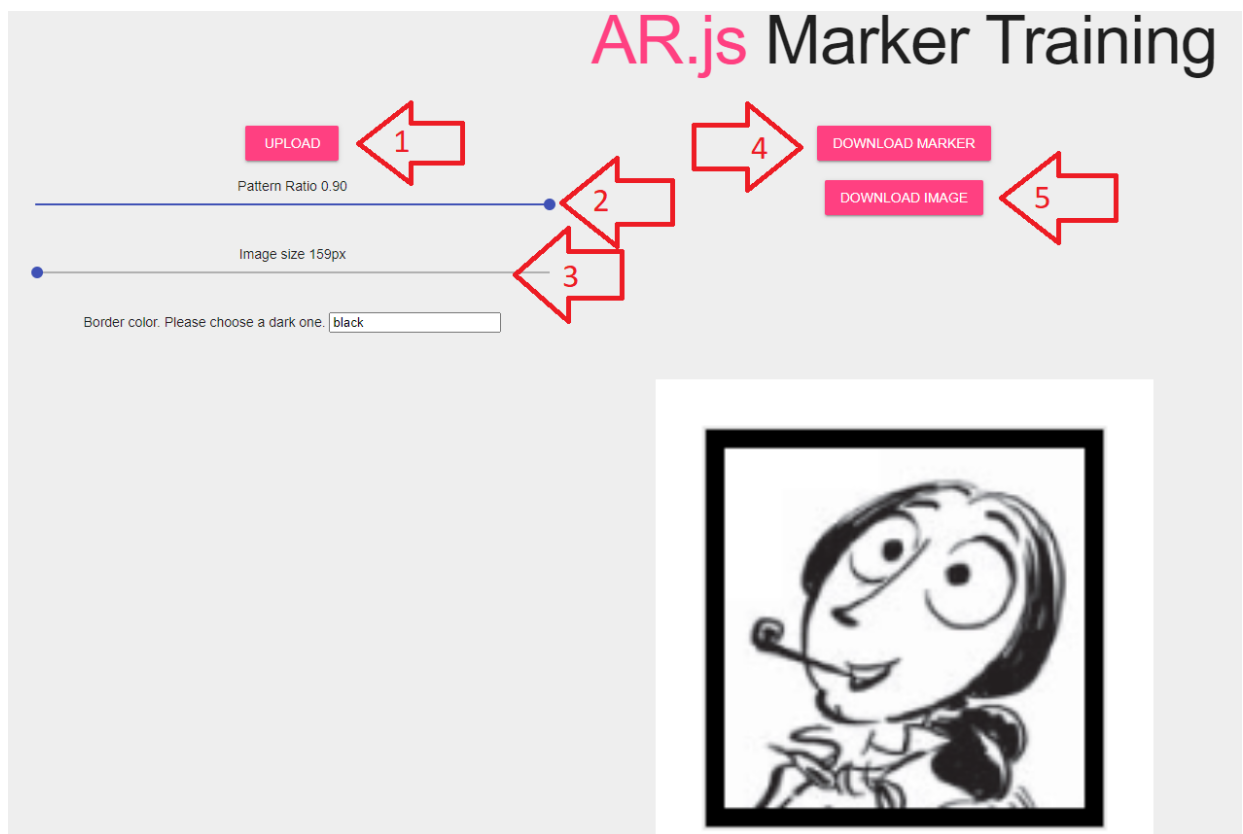 AR.js Marker Training
UPLOAD
1
Pattern Ratio 0.90
2
Image size 159px
3
Border color. Please choose a dark one. black
4
DOWNLOAD MARKER
DOWNLOAD IMAGE
5